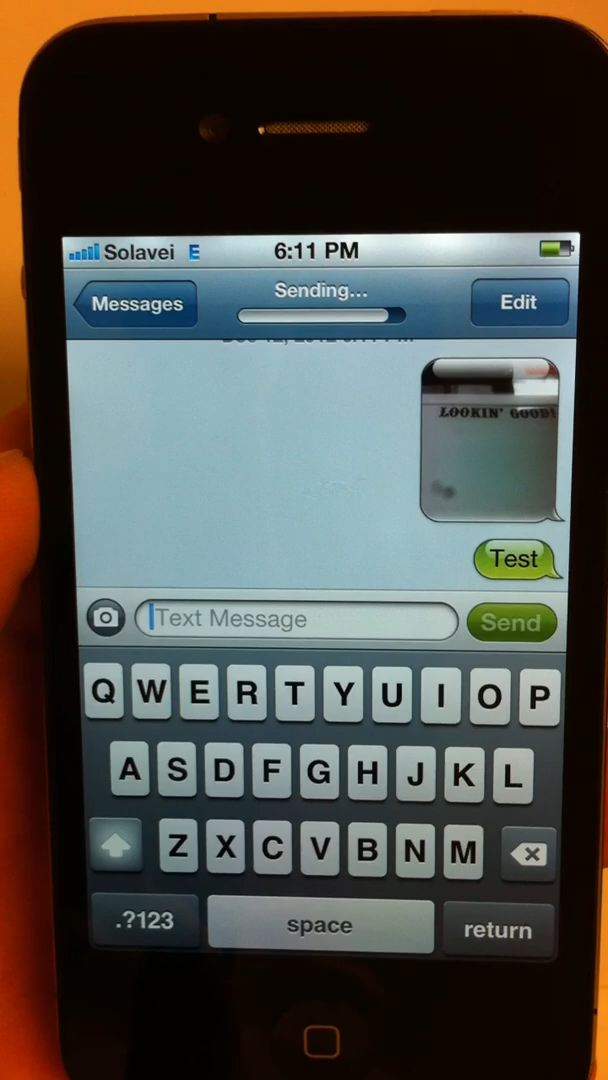 Solavei E 6:11 PM
Messages Sending... Edit
LOOKIN' GOOD!
Test
Text Message Send
Q W E R T Y U I O P
A S D F G H J K L
Z X C V B N M
.?123 space return